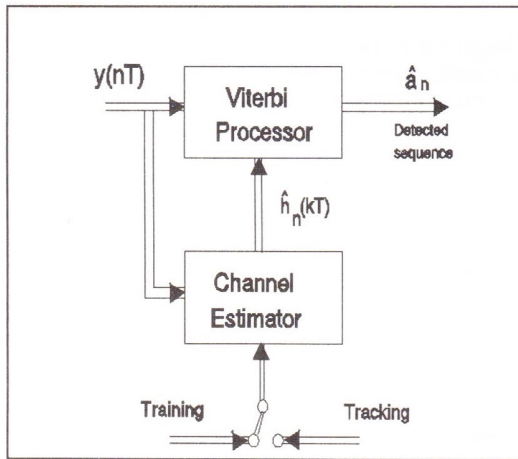 y(nT)
Viterbi
Processor
â n
Detected
sequence
ĥ n (kT)
Channel
Estimator
Training
Tracking